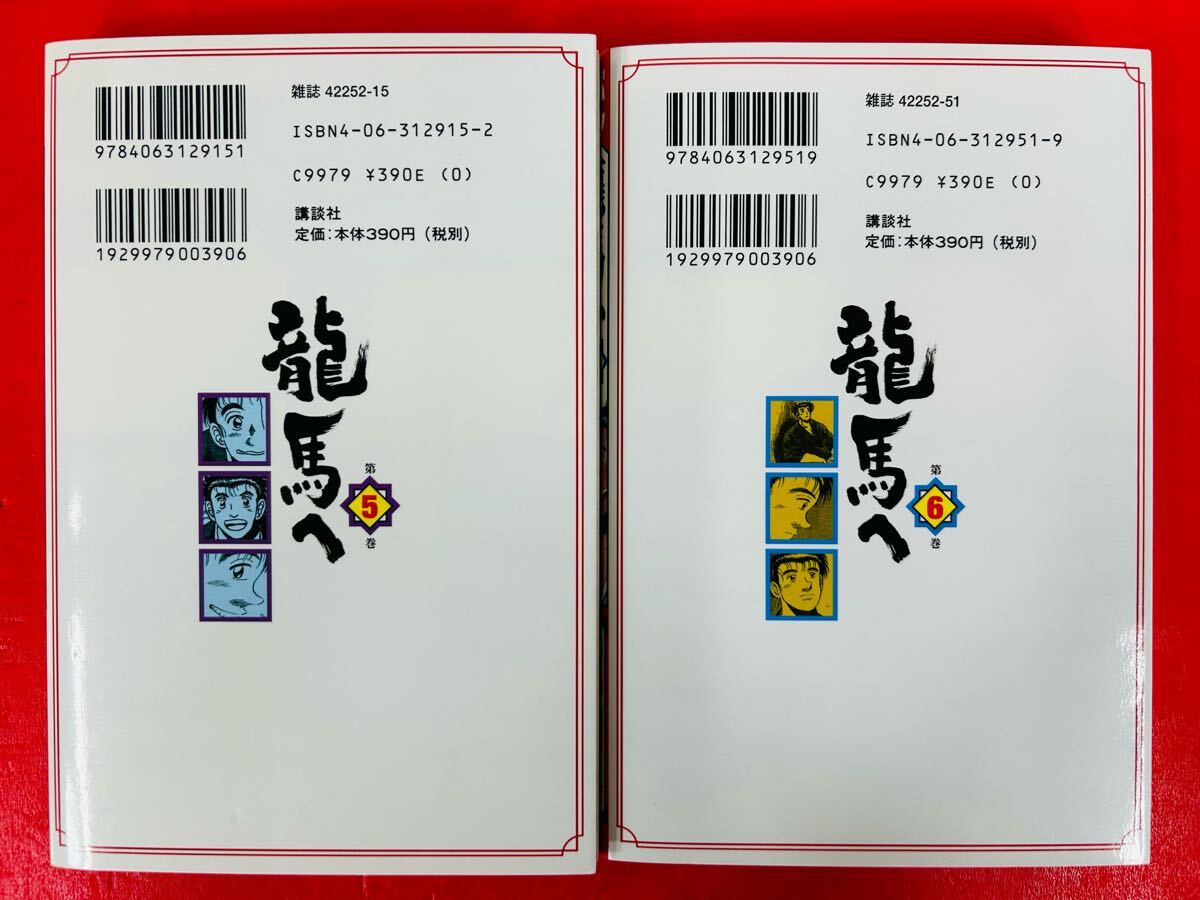 雑誌 42252-15
ISBN4-06-312915-2
9784063129151
C9979 ¥390E (0)
講談社
定価：本体390円（税別）
1929979003906
龍馬へ
第
5
巻
雑誌 42252-51
ISBN4-06-312951-9
9784063129519
C9979 ¥390E (0)
講談社
定価：本体390円（税別）
1929979003906
龍馬へ
第
6
巻